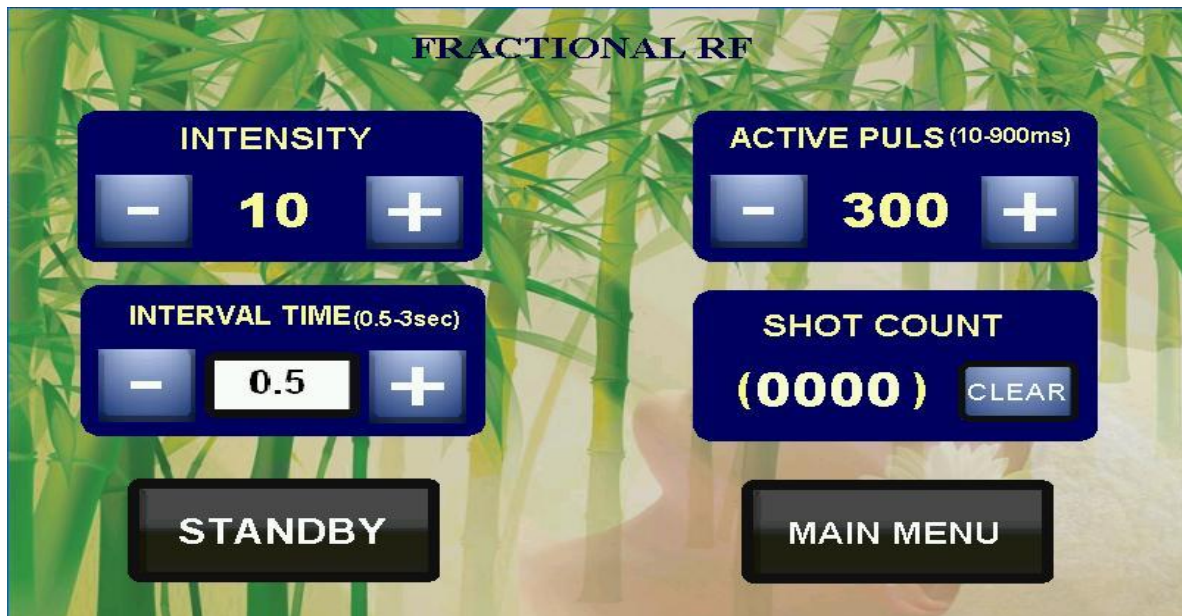 FRACTIONAL RF
INTENSITY
- 10 +
ACTIVE PULS (10-900ms)
- 300 +
INTERVAL TIME (0.5-3sec)
- 0.5 +
SHOT COUNT
(0000) CLEAR
STANDBY
MAIN MENU